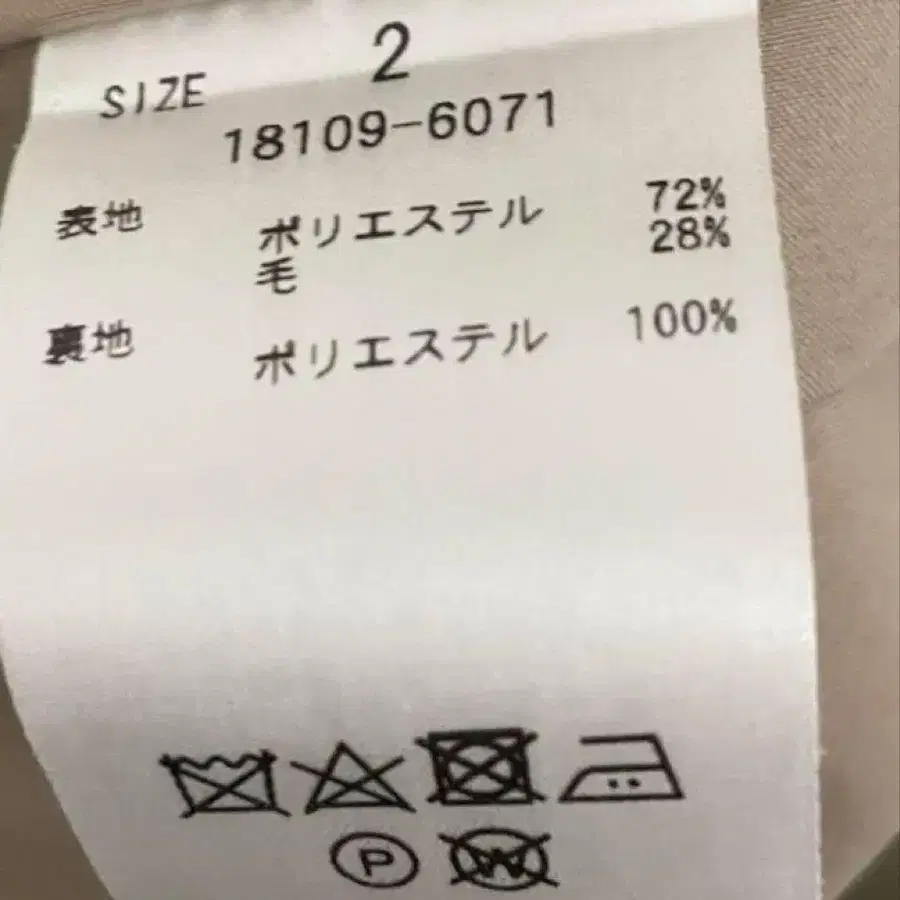 SIZE 2
18109-6071
表地 ポリエステル 72%
毛 28%
裏地 ポリエステル 100%
P
W